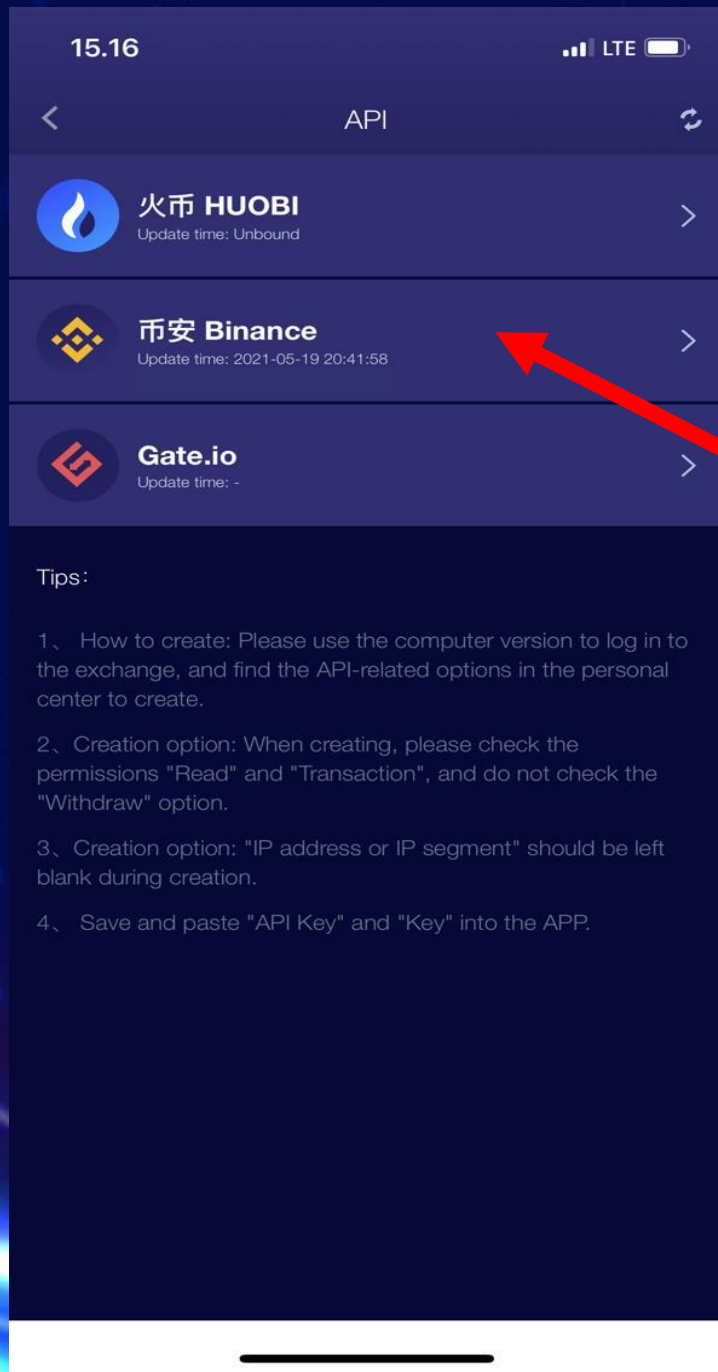 15.16
LTE
API
火币 HUOBI
Update time: Unbound
币安 Binance
Update time: 2021-05-19 20:41:58
Gate.io
Update time: -
Tips:
1、 How to create: Please use the computer version to log in to
the exchange, and find the API-related options in the personal
center to create.
2、Creation option: When creating, please check the
permissions "Read" and "Transaction", and do not check the
"Withdraw" option.
3、Creation option: "IP address or IP segment" should be left
blank during creation.
4、 Save and paste "API Key" and "Key" into the APP.